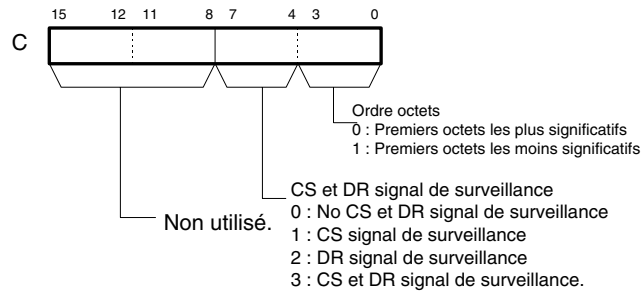 15 12 11 8 7 4 3 0
C
Ordre octets
0 : Premiers octets les plus significatifs
1 : Premiers octets les moins significatifs
CS et DR signal de surveillance
0 : No CS et DR signal de surveillance
1 : CS signal de surveillance
2 : DR signal de surveillance
3 : CS et DR signal de surveillance.
Non utilisé.